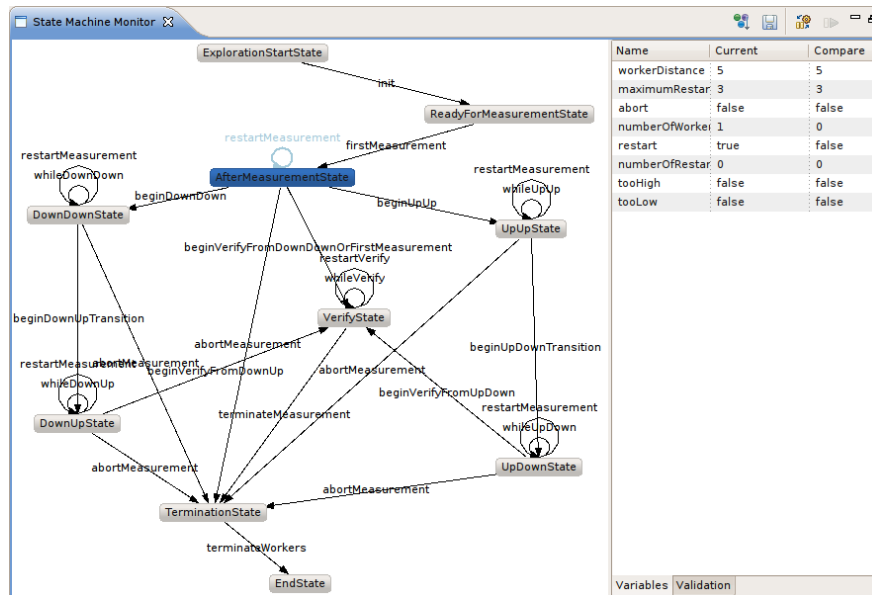 State Machine Monitor
ExplorationStartState
init
ReadyForMeasurementState
restartMeasurement
firstMeasurement
AfterMeasurementState
restartMeasurement
whileDownDown
beginDownDown
DownDownState
restartMeasurement
whileUpUp
beginUpUp
UpUpState
beginVerifyFromDownDownOrFirstMeasurement
restartVerify
whileVerify
VerifyState
beginDownUpTransition
abortMeasurement
beginUpDownTransition
restartMeasurement
abortMeasurement
whileDownUp
beginVerifyFromDownUp
abortMeasurement
beginVerifyFromUpDown
restartMeasurement
whileUpDown
terminateMeasurement
DownUpState
abortMeasurement
UpDownState
abortMeasurement
TerminationState
terminateWorkers
EndState
Name Current Compare
workerDistance 5 5
maximumRestar 3 3
abort false false
numberOfWorke 1 0
restart true false
numberOfRestar 0 0
tooHigh false false
tooLow false false
Variables Validation